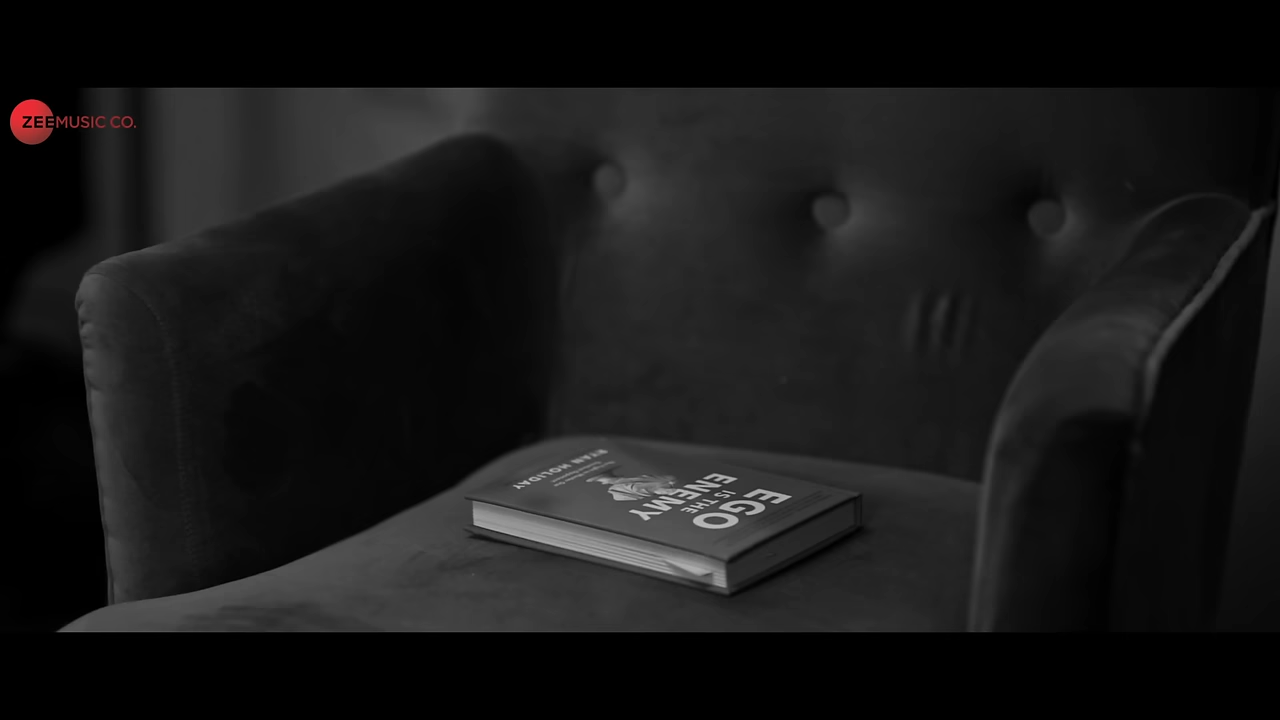 ZEEMUSIC CO.
EGO
IS THE
ENEMY
RYAN HOLIDAY